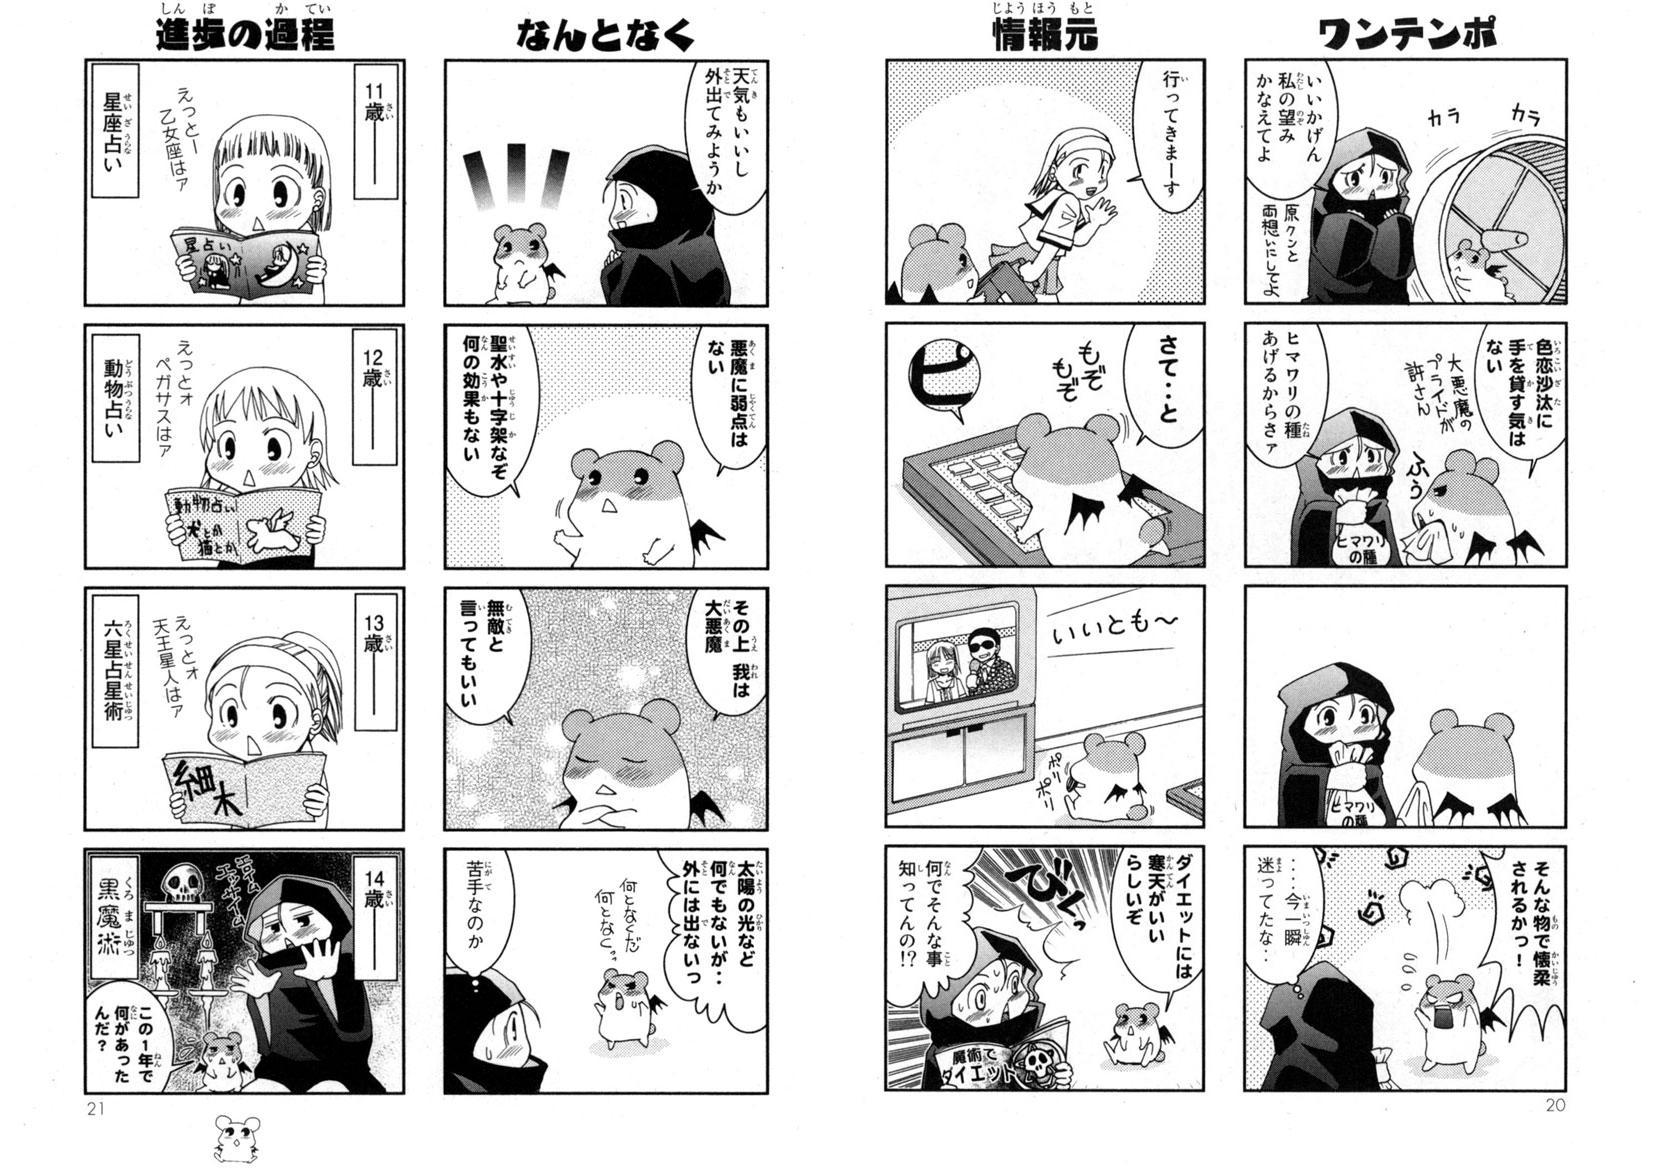 ワンテンポ
いいかげん
私の望み
かなえてよ
カラ
カラ
原クンと
両想いにしてよ
色恋沙汰に
手を貸す気は
ない
大悪魔の
プライドが
許さん
ふぅ
ヒマワリの種
あげるからさァ
ヒマワリ
の種
ヒマワリ
の種
そんな物で懐柔
されるかっ!
‥‥今一瞬
迷ってたな‥
20
情報元
行ってきまーす
さて‥と
もぞ
もぞ
ピ
いいとも～
ポリ
ポリ
ダイエットには
寒天がいい
らしいぞ
びくっ
何でそんな事
知ってんの!?
魔術で
ダイエット
なんとなく
天気もいいし
外出てみようか
悪魔に弱点は
ない
聖水や十字架なぞ
何の効果もない
その上 我は
大悪魔
無敵と
言ってもいい
太陽の光など
何でもないが‥
外には出ないっ
何となくだ
何となく
苦手なのか
進歩の過程
11歳──
えっとー
乙女座はァ
星座占い
星占い
12歳──
えっとォ
ペガサスはァ
動物占い
動物占い
犬とか
猫とか
13歳──
えっとォ
天王星人はァ
六星占星術
細木
14歳──
エロイム
エッサイム
黒魔術
この1年で
何があった
んだ?
21